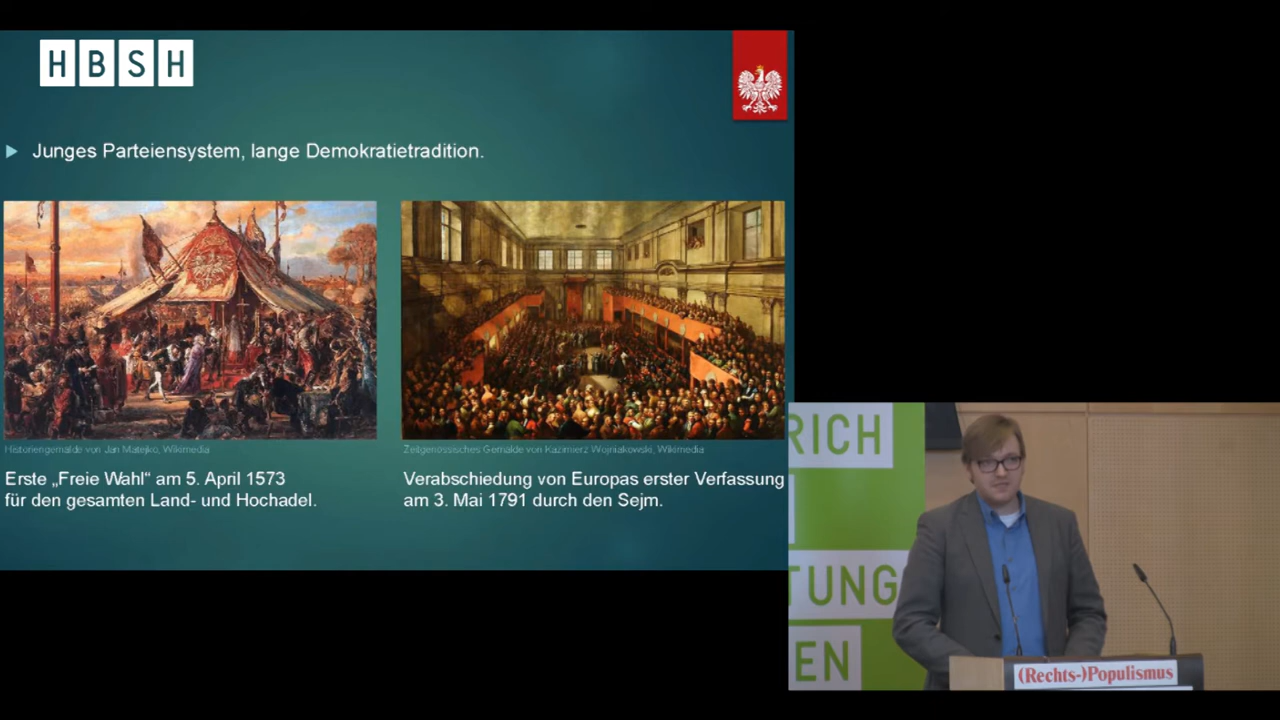 HBSH
Junges Parteiensystem, lange Demokratietradition.
Historiengemälde von Jan Matejko, Wikimedia
Zeitgenössisches Gemälde von Kazimierz Wojniakowski, Wikimedia
Erste „Freie Wahl“ am 5. April 1573
für den gesamten Land- und Hochadel.
Verabschiedung von Europas erster Verfassung
am 3. Mai 1791 durch den Sejm.
RICH
TUNG
EN
(Rechts-)Populismus